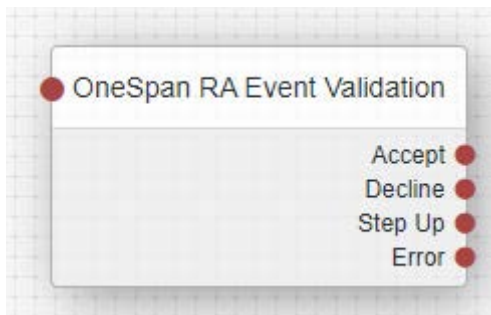 OneSpan RA Event Validation
Accept
Decline
Step Up
Error